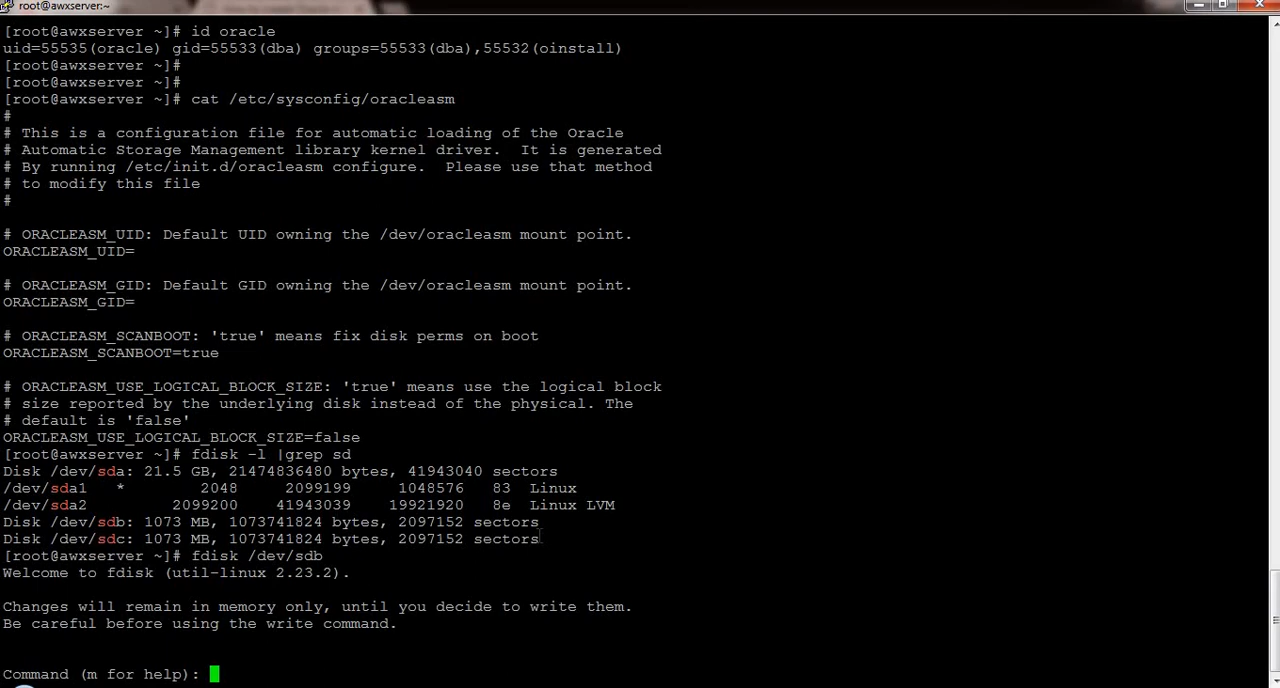 root@awxserver:~
[root@awxserver ~]# id oracle
uid=55535(oracle) gid=55533(dba) groups=55533(dba),55532(oinstall)
[root@awxserver ~]#
[root@awxserver ~]#
[root@awxserver ~]# cat /etc/sysconfig/oracleasm
#
# This is a configuration file for automatic loading of the Oracle
# Automatic Storage Management library kernel driver.  It is generated
# By running /etc/init.d/oracleasm configure.  Please use that method
# to modify this file
#
# ORACLEASM_UID: Default UID owning the /dev/oracleasm mount point.
ORACLEASM_UID=
# ORACLEASM_GID: Default GID owning the /dev/oracleasm mount point.
ORACLEASM_GID=
# ORACLEASM_SCANBOOT: 'true' means fix disk perms on boot
ORACLEASM_SCANBOOT=true
# ORACLEASM_USE_LOGICAL_BLOCK_SIZE: 'true' means use the logical block
# size reported by the underlying disk instead of the physical. The
# default is 'false'
ORACLEASM_USE_LOGICAL_BLOCK_SIZE=false
[root@awxserver ~]# fdisk -l |grep sd
Disk /dev/sda: 21.5 GB, 21474836480 bytes, 41943040 sectors
/dev/sda1   *        2048     2099199     1048576   83  Linux
/dev/sda2         2099200    41943039    19921920   8e  Linux LVM
Disk /dev/sdb: 1073 MB, 1073741824 bytes, 2097152 sectors
Disk /dev/sdc: 1073 MB, 1073741824 bytes, 2097152 sectors
[root@awxserver ~]# fdisk /dev/sdb
Welcome to fdisk (util-linux 2.23.2).
Changes will remain in memory only, until you decide to write them.
Be careful before using the write command.
Command (m for help):